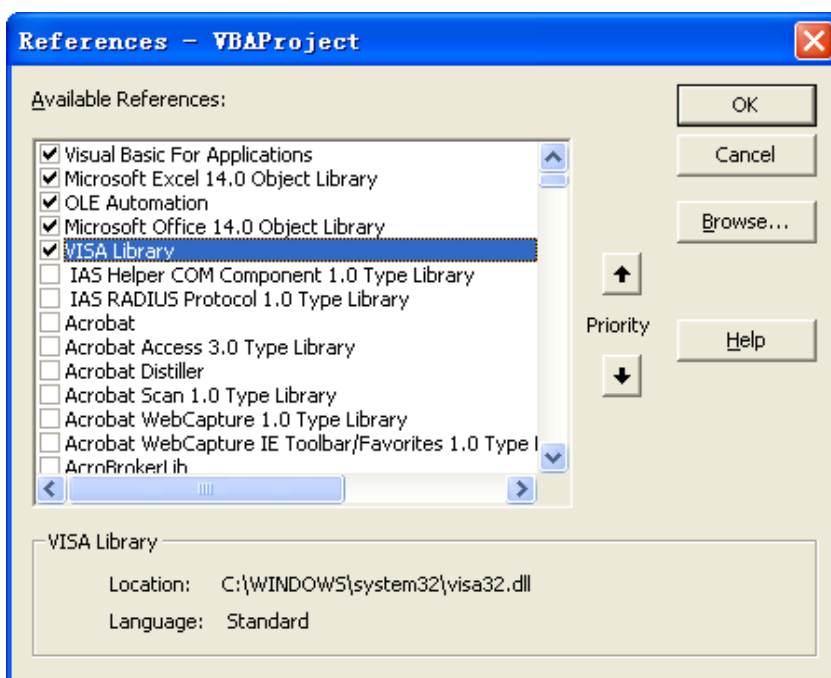 References - VBAProject
Available References:
Visual Basic For Applications
Microsoft Excel 14.0 Object Library
OLE Automation
Microsoft Office 14.0 Object Library
VISA Library
IAS Helper COM Component 1.0 Type Library
IAS RADIUS Protocol 1.0 Type Library
Acrobat
Acrobat Access 3.0 Type Library
Acrobat Distiller
Acrobat Scan 1.0 Type Library
Acrobat WebCapture 1.0 Type Library
Acrobat WebCapture IE Toolbar/Favorites 1.0 Type
AcroBrokerLib
OK
Cancel
Browse...
Priority
Help
VISA Library
Location: C:\WINDOWS\system32\visa32.dll
Language: Standard